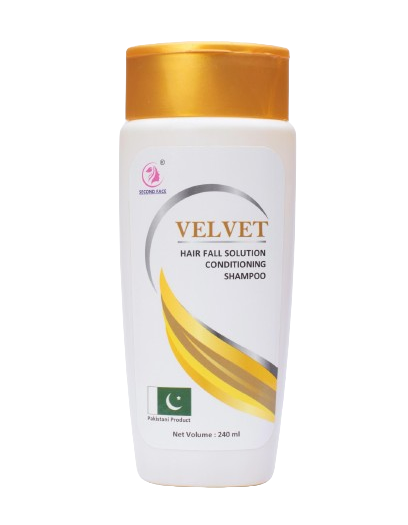 ®
SECOND FACE
VELVET
HAIR FALL SOLUTION
CONDITIONING
SHAMPOO
Pakistani Product
Net Volume : 240 ml